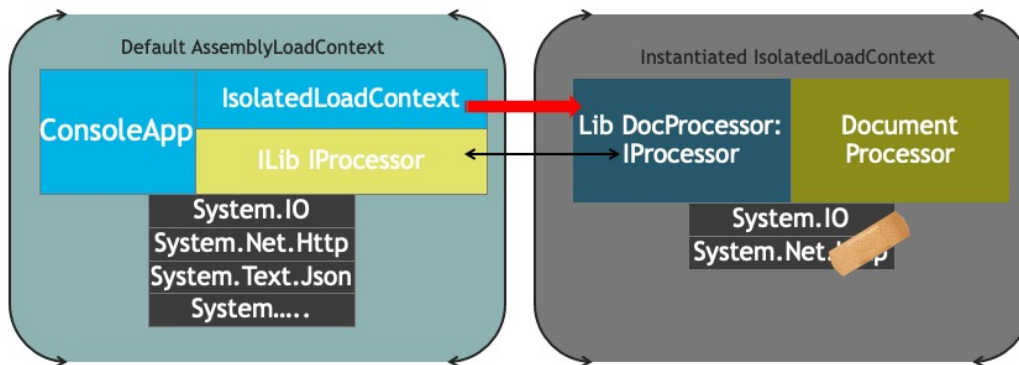 Default AssemblyLoadContext
ConsoleApp
IsolatedLoadContext
ILib IProcessor
System.IO
System.Net.Http
System.Text.Json
System…..
Instantiated IsolatedLoadContext
Lib DocProcessor:
IProcessor
Document
Processor
System.IO